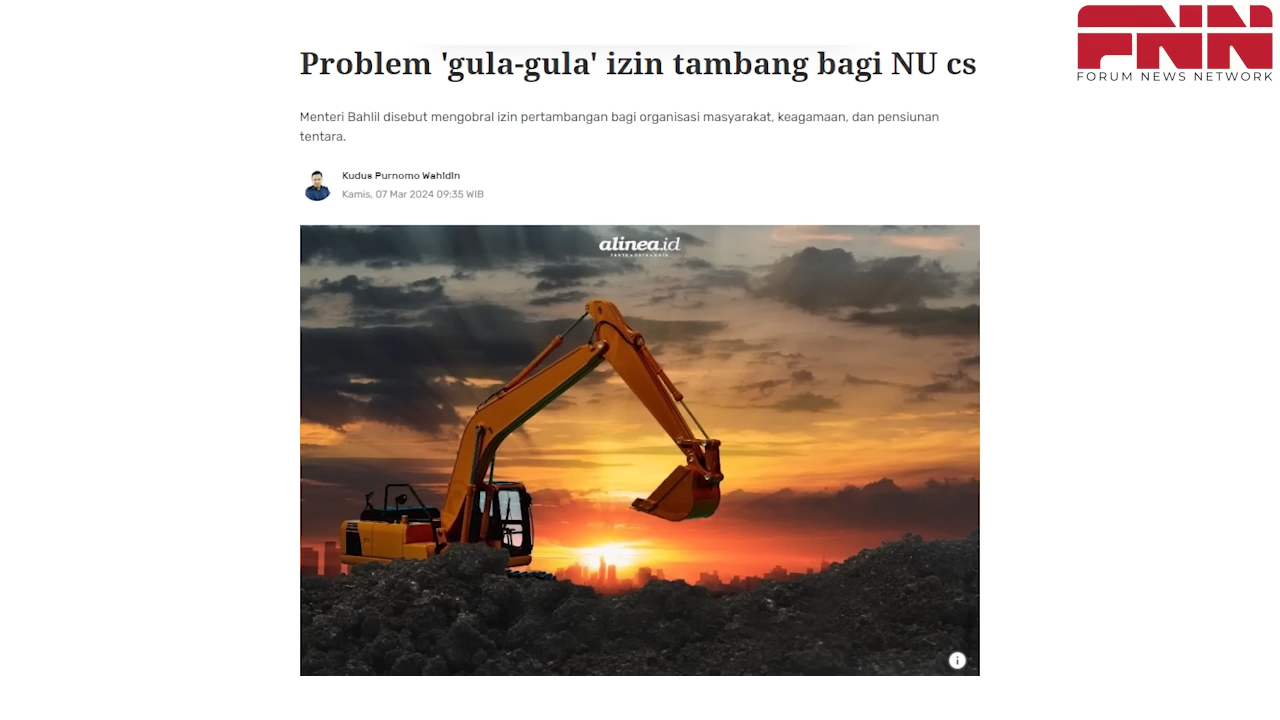 FNN
FORUM NEWS NETWORK
Problem 'gula-gula' izin tambang bagi NU cs
Menteri Bahlil disebut mengobral izin pertambangan bagi organisasi masyarakat, keagamaan, dan pensiunan
tentara.
Kudus Purnomo Wahidin
Kamis, 07 Mar 2024 09:35 WIB
alinea.id